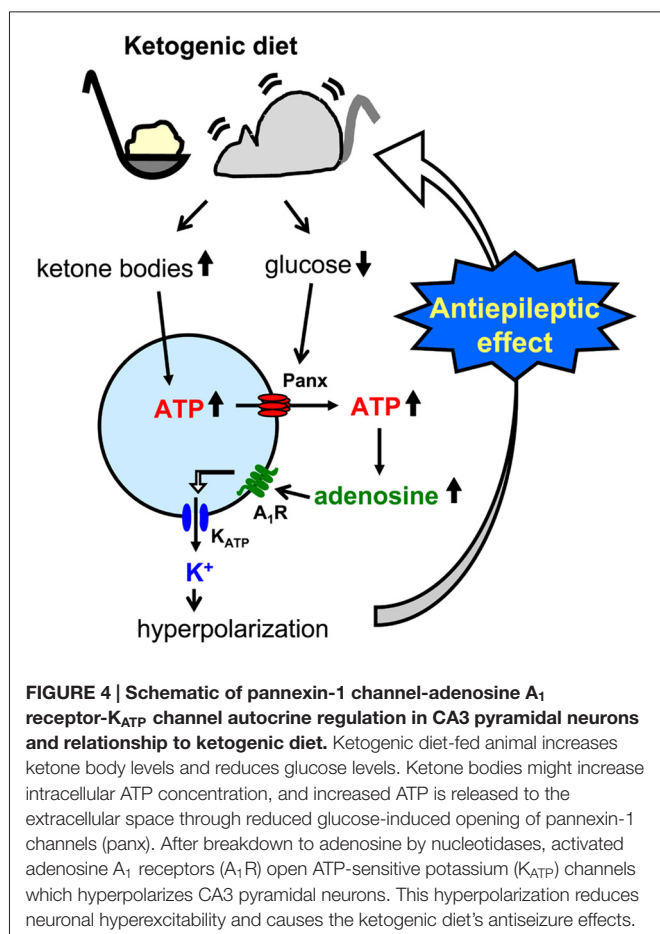 Ketogenic diet
ketone bodies ⬆ glucose ⬇
Antiepileptic
effect
Panx
ATP ⬆ ATP ⬆
adenosine ⬆
A₁R
K_ATP
K⁺
hyperpolarization
FIGURE 4 | Schematic of pannexin-1 channel-adenosine A₁
receptor-K_ATP channel autocrine regulation in CA3 pyramidal neurons
and relationship to ketogenic diet. Ketogenic diet-fed animal increases
ketone body levels and reduces glucose levels. Ketone bodies might increase
intracellular ATP concentration, and increased ATP is released to the
extracellular space through reduced glucose-induced opening of pannexin-1
channels (panx). After breakdown to adenosine by nucleotidases, activated
adenosine A₁ receptors (A₁R) open ATP-sensitive potassium (K_ATP) channels
which hyperpolarizes CA3 pyramidal neurons. This hyperpolarization reduces
neuronal hyperexcitability and causes the ketogenic diet's antiseizure effects.